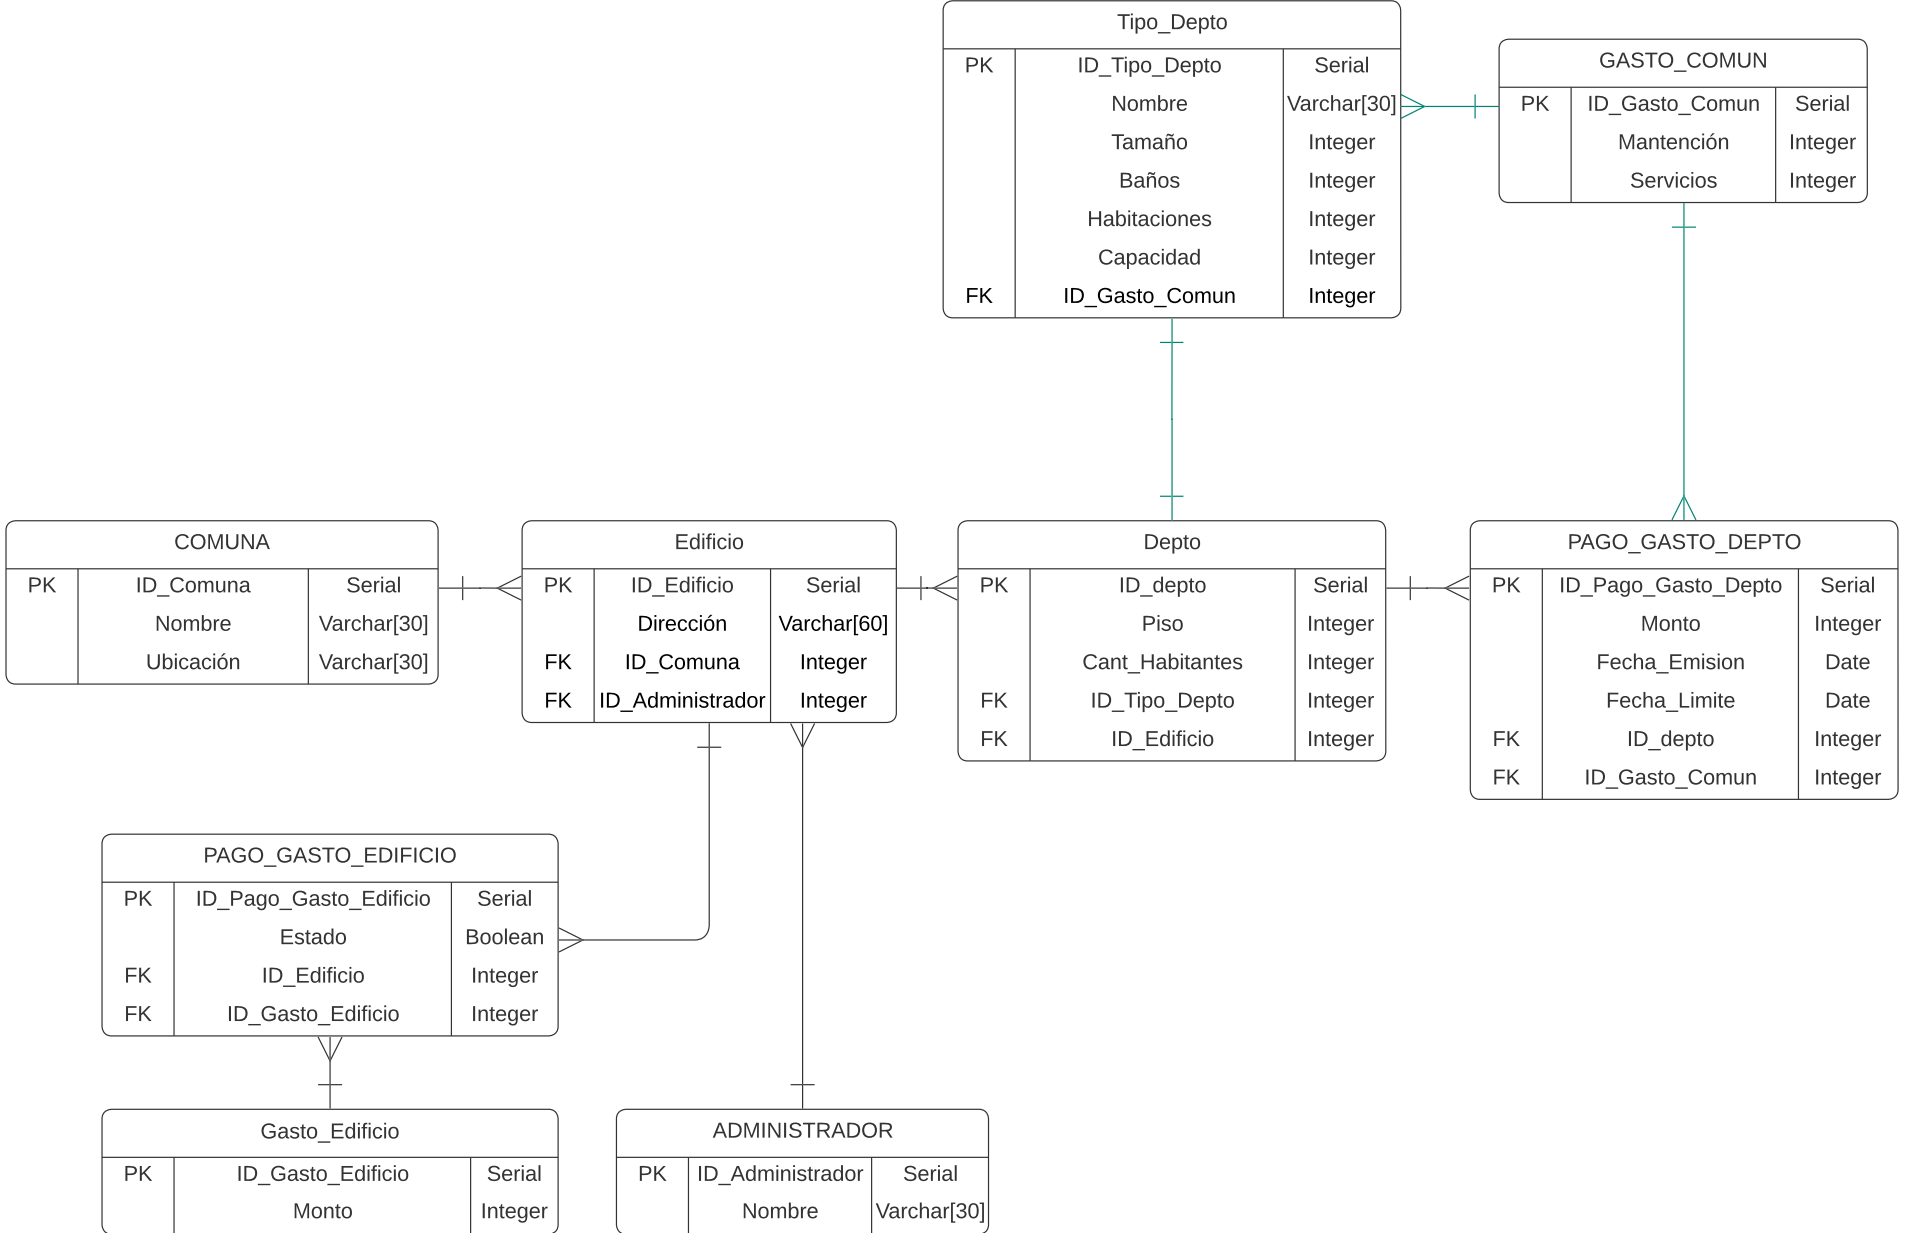 Tipo_Depto
PK ID_Tipo_Depto Serial
Nombre Varchar[30]
Tamaño Integer
Baños Integer
Habitaciones Integer
Capacidad Integer
FK ID_Gasto_Comun Integer
GASTO_COMUN
PK ID_Gasto_Comun Serial
Mantención Integer
Servicios Integer
COMUNA
PK ID_Comuna Serial
Nombre Varchar[30]
Ubicación Varchar[30]
Edificio
PK ID_Edificio Serial
Dirección Varchar[60]
FK ID_Comuna Integer
FK ID_Administrador Integer
Depto
PK ID_depto Serial
Piso Integer
Cant_Habitantes Integer
FK ID_Tipo_Depto Integer
FK ID_Edificio Integer
PAGO_GASTO_DEPTO
PK ID_Pago_Gasto_Depto Serial
Monto Integer
Fecha_Emision Date
Fecha_Limite Date
FK ID_depto Integer
FK ID_Gasto_Comun Integer
PAGO_GASTO_EDIFICIO
PK ID_Pago_Gasto_Edificio Serial
Estado Boolean
FK ID_Edificio Integer
FK ID_Gasto_Edificio Integer
Gasto_Edificio
PK ID_Gasto_Edificio Serial
Monto Integer
ADMINISTRADOR
PK ID_Administrador Serial
Nombre Varchar[30]